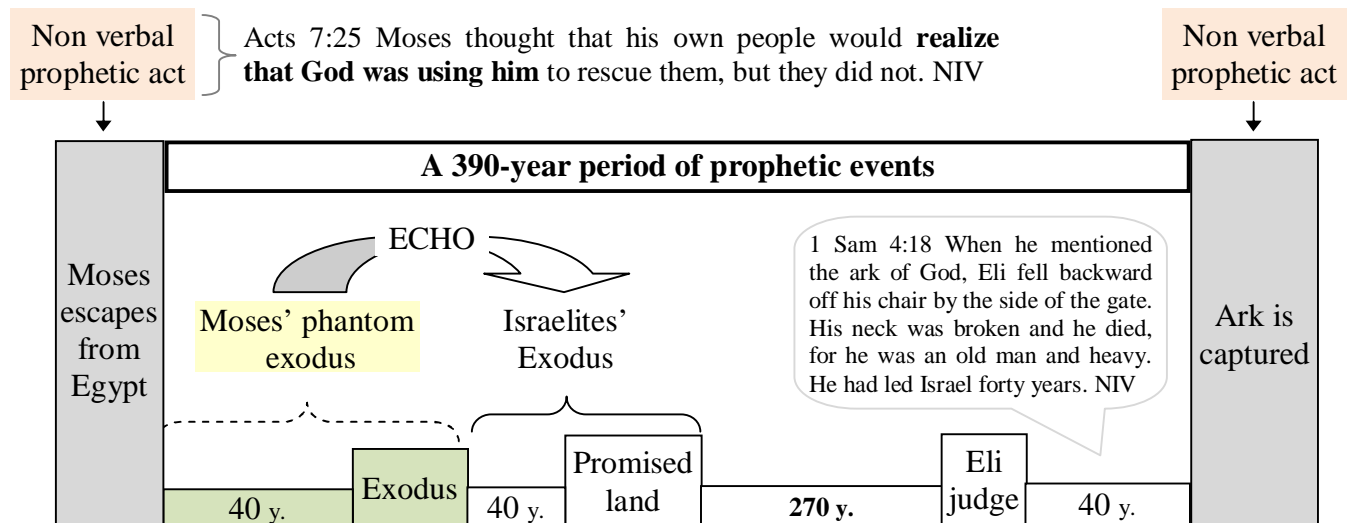 Non verbal
prophetic act
Acts 7:25 Moses thought that his own people would realize
that God was using him to rescue them, but they did not. NIV
Non verbal
prophetic act
A 390-year period of prophetic events
Moses
escapes
from
Egypt
ECHO
Moses’ phantom
exodus
Israelites’
Exodus
1 Sam 4:18 When he mentioned
the ark of God, Eli fell backward
off his chair by the side of the gate.
His neck was broken and he died,
for he was an old man and heavy.
He had led Israel forty years. NIV
Ark is
captured
40 y.
Exodus
40 y.
Promised
land
270 y.
Eli
judge
40 y.